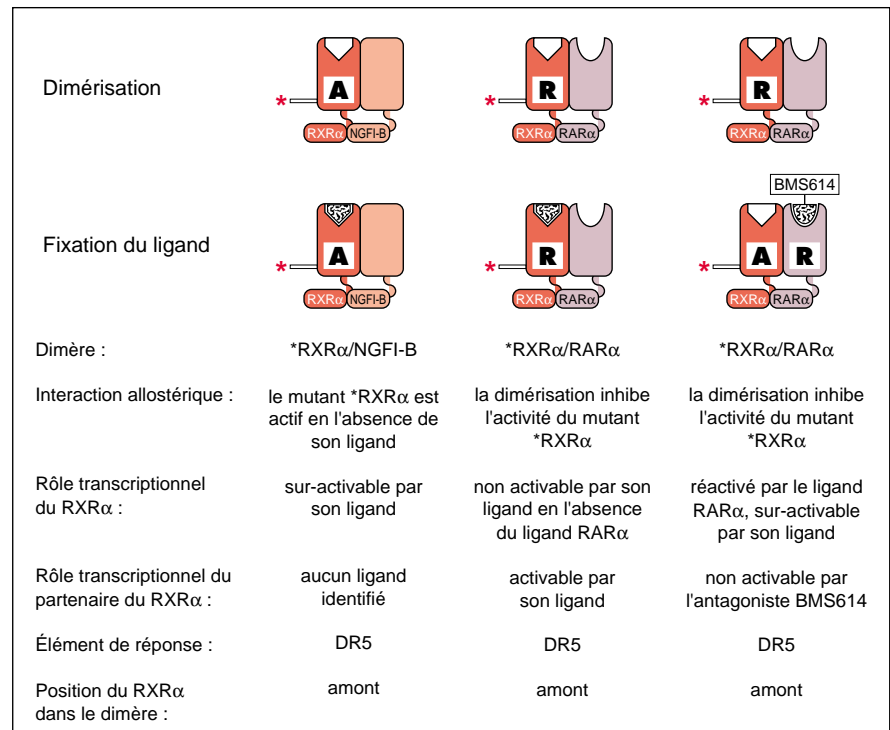 Dimérisation
* A
RXRα NGFI-B
* R
RXRα RARα
* R
RXRα RARα
BMS614
Fixation du ligand
* A
RXRα NGFI-B
* R
RXRα RARα
* A R
RXRα RARα
Dimère : *RXRα/NGFI-B *RXRα/RARα *RXRα/RARα
Interaction allostérique :
le mutant *RXRα est
actif en l'absence de
son ligand
la dimérisation inhibe
l'activité du mutant
*RXRα
la dimérisation inhibe
l'activité du mutant
*RXRα
Rôle transcriptionnel
du RXRα :
sur-activable par
son ligand
non activable par son
ligand en l'absence
du ligand RARα
réactivé par le ligand
RARα, sur-activable
par son ligand
Rôle transcriptionnel du
partenaire du RXRα :
aucun ligand
identifié
activable par
son ligand
non activable par
l'antagoniste BMS614
Élément de réponse : DR5 DR5 DR5
Position du RXRα
dans le dimère :
amont amont amont